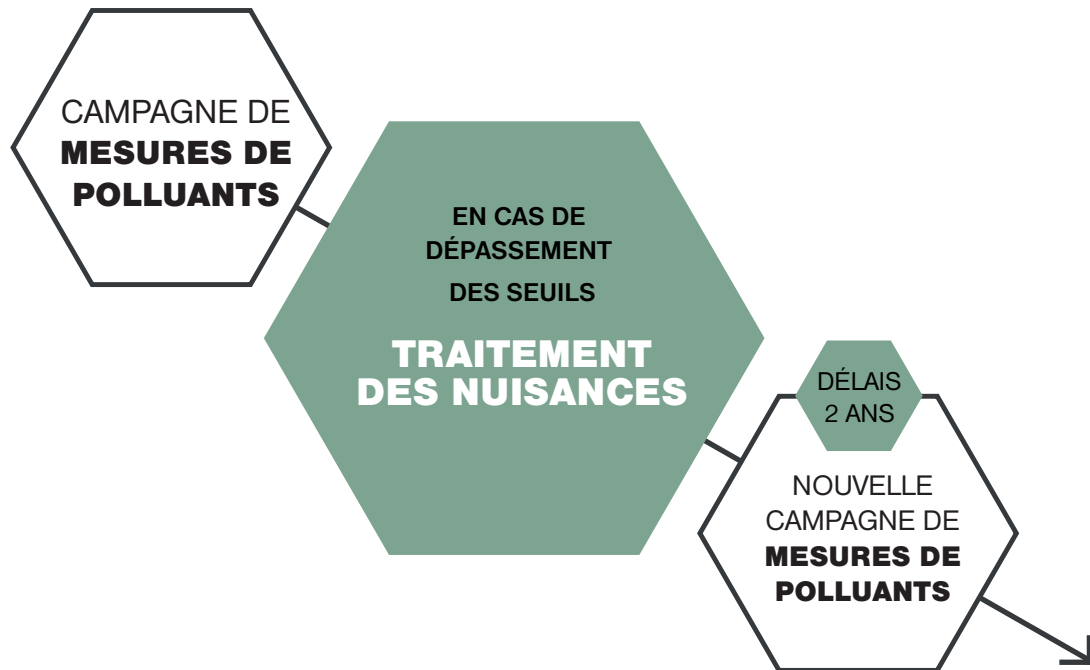 CAMPAGNE DE
MESURES DE
POLLUANTS
EN CAS DE
DÉPASSEMENT
DES SEUILS
TRAITEMENT
DES NUISANCES
DÉLAIS
2 ANS
NOUVELLE
CAMPAGNE DE
MESURES DE
POLLUANTS